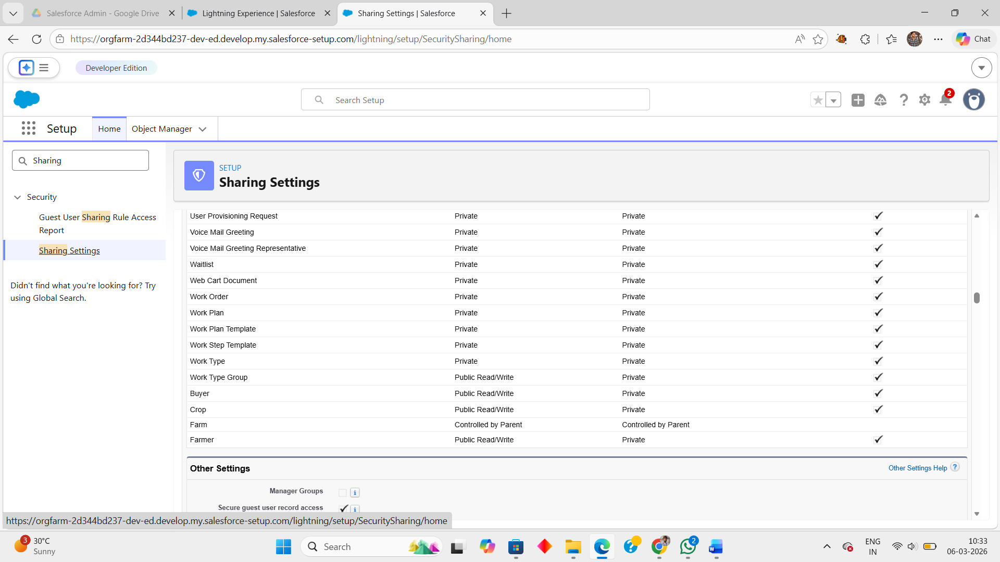 Salesforce Admin - Google Drive
Lightning Experience | Salesforce
Sharing Settings | Salesforce
https://orgfarm-2d344bd237-dev-ed.develop.my.salesforce-setup.com/lightning/setup/SecuritySharing/home
Chat
Developer Edition
Search Setup
2
Setup
Home
Object Manager
Sharing
Security
Guest User Sharing Rule Access
Report
Sharing Settings
Didn't find what you're looking for? Try
using Global Search.
SETUP
Sharing Settings
User Provisioning Request Private Private
Voice Mail Greeting Private Private
Voice Mail Greeting Representative Private Private
Waitlist Private Private
Web Cart Document Private Private
Work Order Private Private
Work Plan Private Private
Work Plan Template Private Private
Work Step Template Private Private
Work Type Private Private
Work Type Group Public Read/Write Private
Buyer Public Read/Write Private
Crop Public Read/Write Private
Farm Controlled by Parent Controlled by Parent
Farmer Public Read/Write Private
Other Settings
Other Settings Help ?
Manager Groups
Secure guest user record access
https://orgfarm-2d344bd237-dev-ed.develop.my.salesforce-setup.com/lightning/setup/SecuritySharing/home
3
30°C
Sunny
Search
2
ENG
IN
10:33
06-03-2026